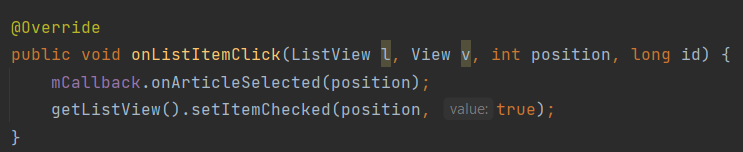 @Override
public void onListItemClick(ListView l, View v, int position, long id) {
mCallback.onArticleSelected(position);
getListView().setItemChecked(position, value: true);
}